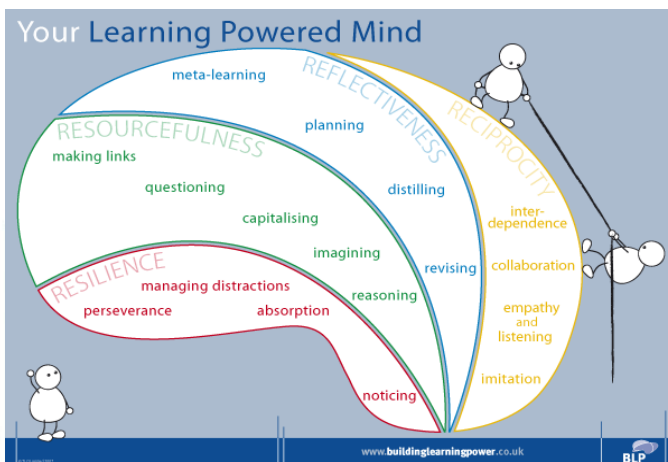 Your Learning Powered Mind
REFLECTIVENESS
meta-learning
planning
distilling
revising
RESOURCEFULNESS
making links
questioning
capitalising
imagining
reasoning
RESILIENCE
managing distractions
perseverance
absorption
noticing
RECIPROCITY
inter-
dependence
collaboration
empathy
and
listening
imitation
www.buildinglearningpower.co.uk
BLP